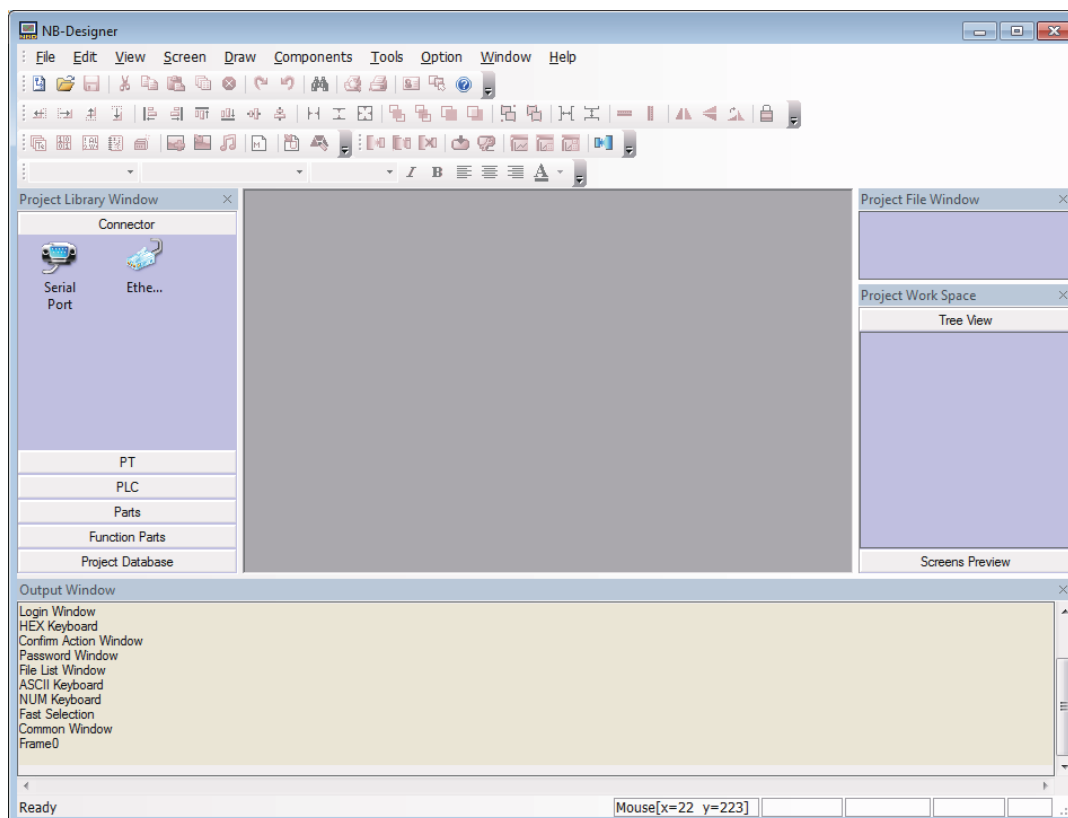 NB-Designer
File Edit View Screen Draw Components Tools Option Window Help
Project Library Window
Connector
Serial Port
Ethe...
PT
PLC
Parts
Function Parts
Project Database
Project File Window
Project Work Space
Tree View
Screens Preview
Output Window
Login Window
HEX Keyboard
Confirm Action Window
Password Window
File List Window
ASCII Keyboard
NUM Keyboard
Fast Selection
Common Window
Frame0
Ready
Mouse[x=22 y=223]